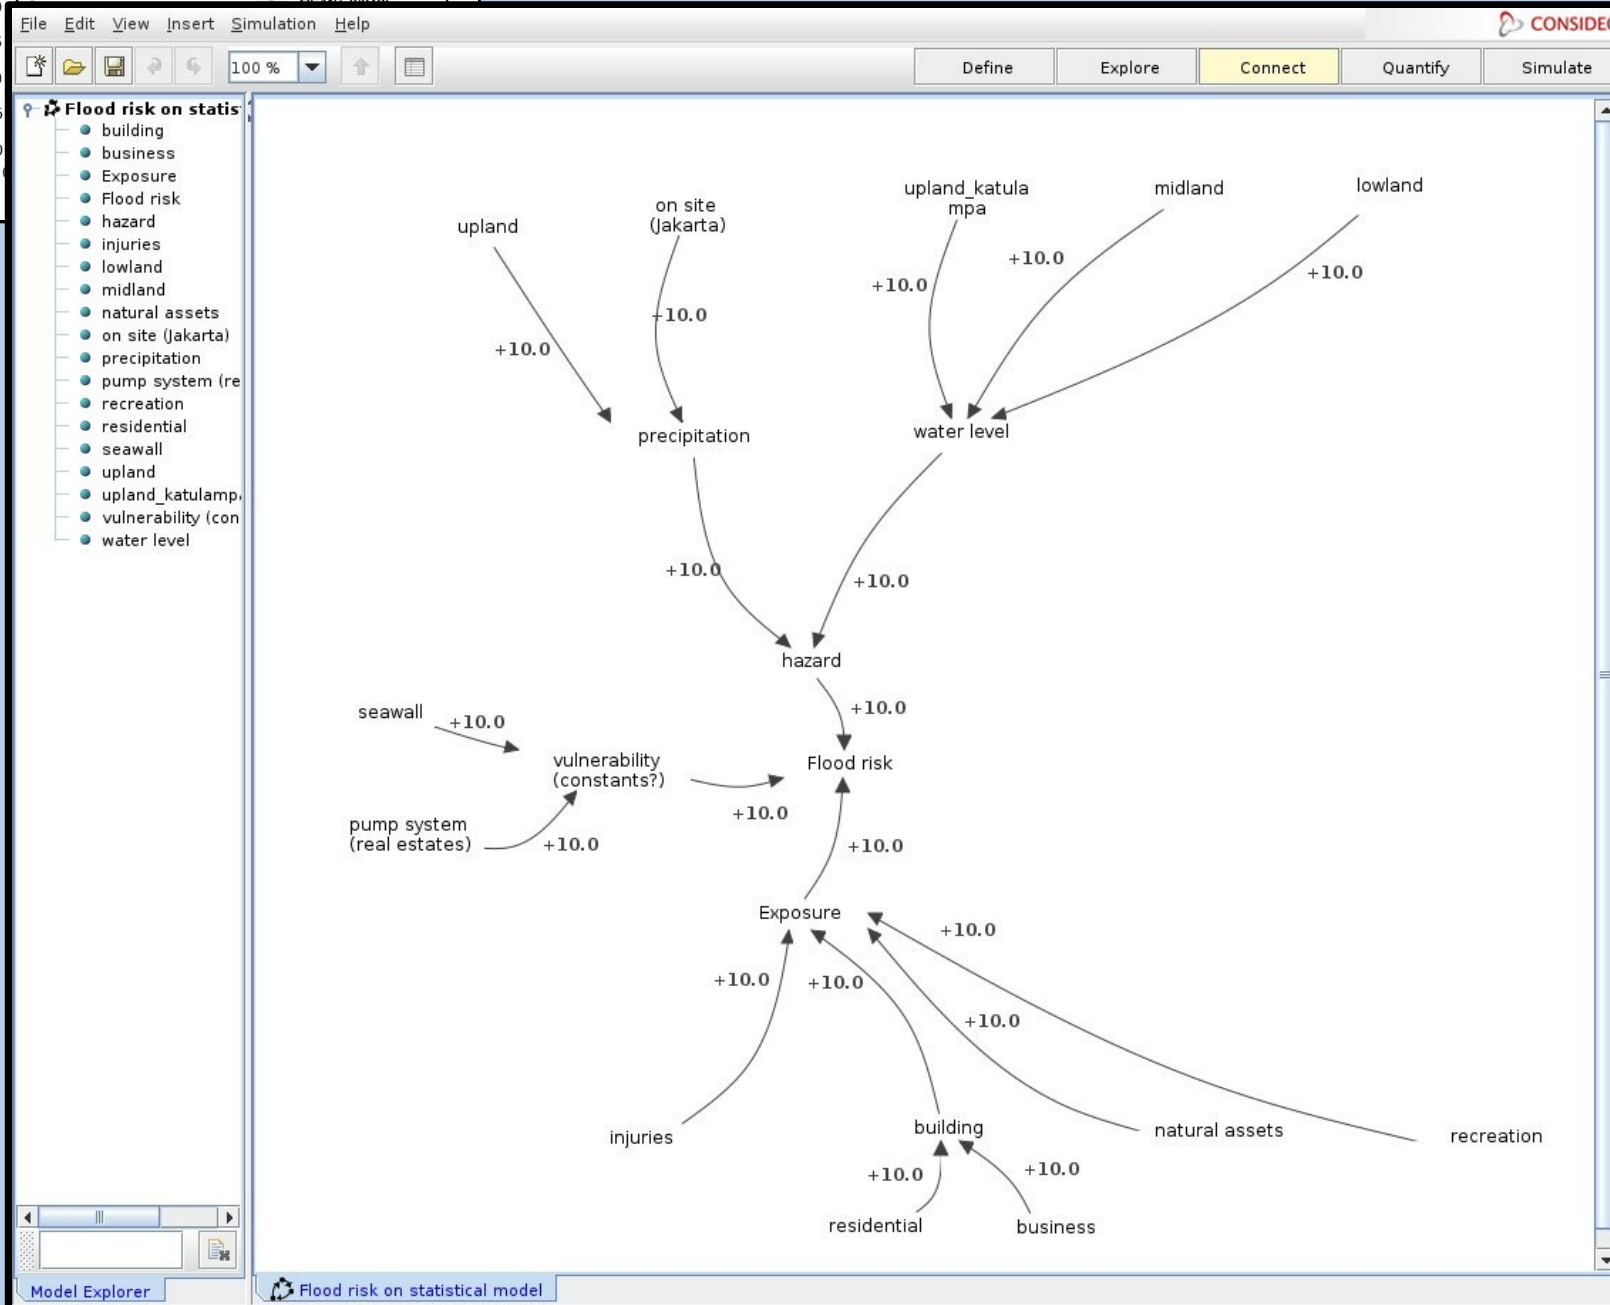 File Edit View Insert Simulation Help
100 %
Define Explore Connect Quantify Simulate
Flood risk on statis
building
business
Exposure
Flood risk
hazard
injuries
lowland
midland
natural assets
on site (Jakarta)
precipitation
pump system (re
recreation
residential
seawall
upland
upland_katulamp
vulnerability (con
water level
Model Explorer
upland
on site
(Jakarta)
upland_katula
mpa
midland
lowland
+10.0
+10.0
+10.0
+10.0
+10.0
precipitation
water level
+10.0
+10.0
hazard
+10.0
seawall
+10.0
vulnerability
(constants?)
Flood risk
+10.0
pump system
(real estates)
+10.0
+10.0
Exposure
+10.0
+10.0
+10.0
+10.0
injuries
building
natural assets
recreation
+10.0
+10.0
residential
business
Flood risk on statistical model